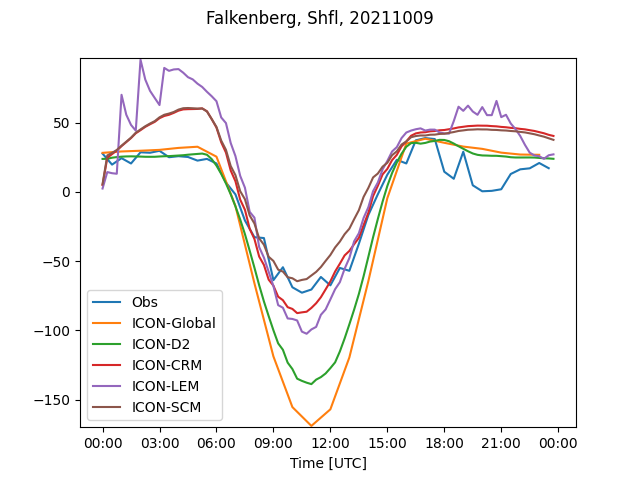 Falkenberg, Shfl, 20211009
50
0
−50
−100
−150
Obs
ICON-Global
ICON-D2
ICON-CRM
ICON-LEM
ICON-SCM
00:00 03:00 06:00 09:00 12:00 15:00 18:00 21:00 00:00
Time [UTC]